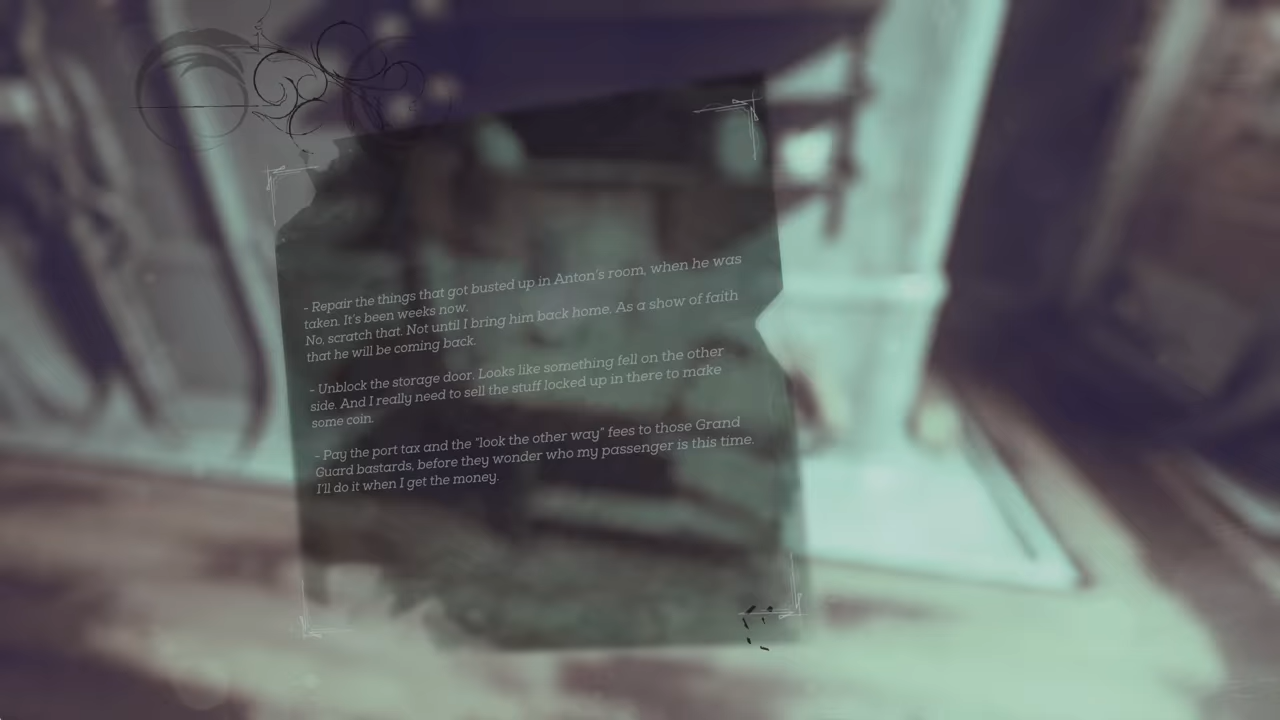 - Repair the things that got busted up in Anton's room, when he was
taken. It's been weeks now.
No, scratch that. Not until I bring him back home. As a show of faith
that he will be coming back.
- Unblock the storage door. Looks like something fell on the other
side. And I really need to sell the stuff locked up in there to make
some coin.
- Pay the port tax and the "look the other way" fees to those Grand
Guard bastards, before they wonder who my passenger is this time.
I'll do it when I get the money.